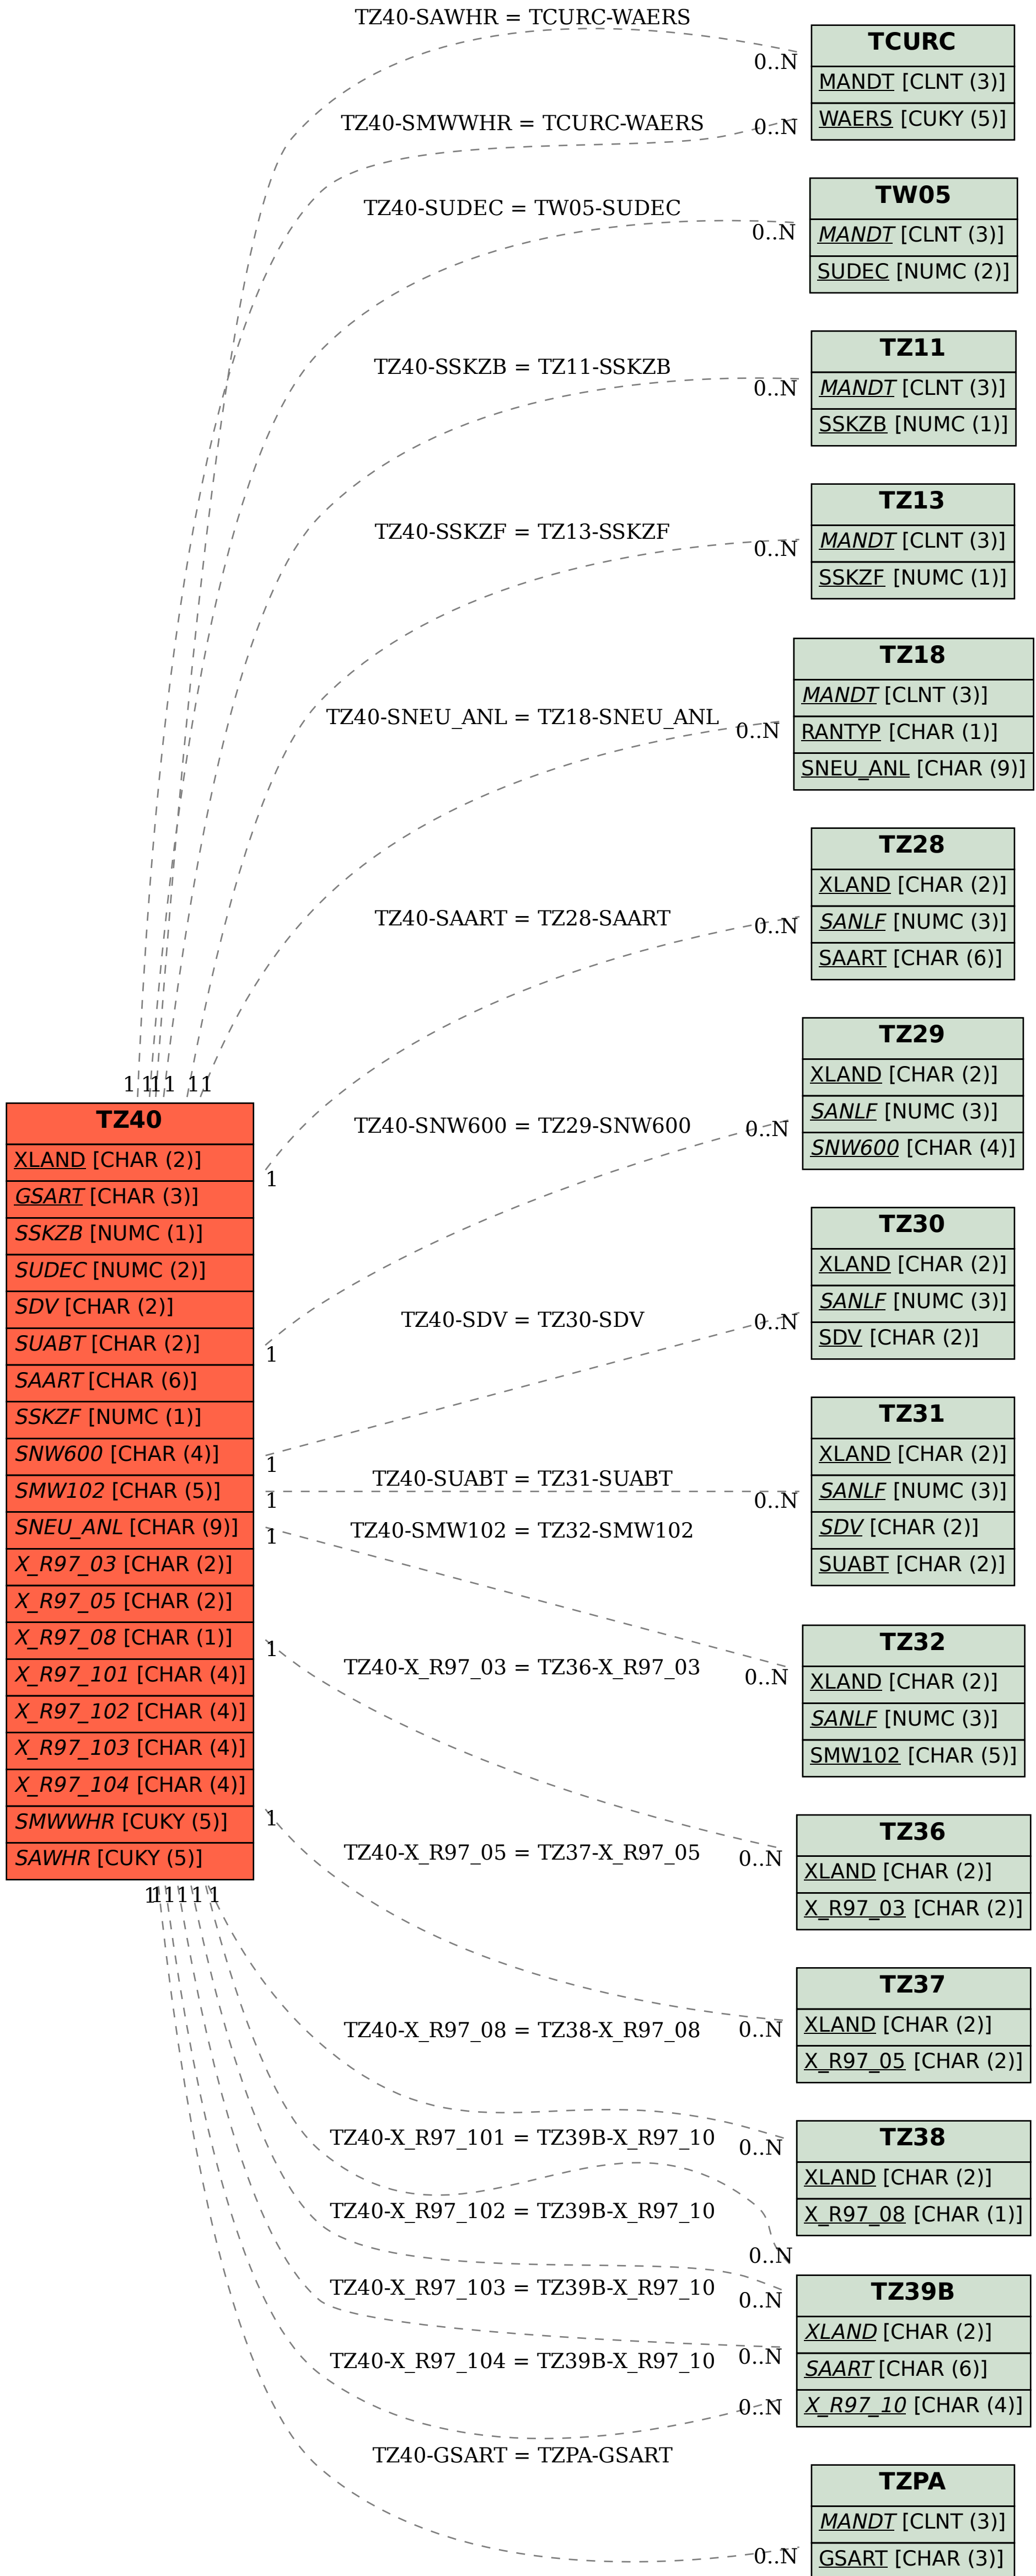 TZ40-SAWHR = TCURC-WAERS
0..N
TZ40-SMWWHR = TCURC-WAERS
0..N
TCURC
MANDT [CLNT (3)]
WAERS [CUKY (5)]
TZ40-SUDEC = TW05-SUDEC
0..N
TW05
MANDT [CLNT (3)]
SUDEC [NUMC (2)]
TZ40-SSKZB = TZ11-SSKZB
0..N
TZ11
MANDT [CLNT (3)]
SSKZB [NUMC (1)]
TZ40-SSKZF = TZ13-SSKZF
0..N
TZ13
MANDT [CLNT (3)]
SSKZF [NUMC (1)]
TZ40-SNEU_ANL = TZ18-SNEU_ANL
0..N
TZ18
MANDT [CLNT (3)]
RANTYP [CHAR (1)]
SNEU_ANL [CHAR (9)]
TZ40-SAART = TZ28-SAART
0..N
TZ28
XLAND [CHAR (2)]
SANLF [NUMC (3)]
SAART [CHAR (6)]
TZ40-SNW600 = TZ29-SNW600
0..N
TZ29
XLAND [CHAR (2)]
SANLF [NUMC (3)]
SNW600 [CHAR (4)]
1 1 1 1 1 1
TZ40
XLAND [CHAR (2)]
GSART [CHAR (3)]
SSKZB [NUMC (1)]
SUDEC [NUMC (2)]
SDV [CHAR (2)]
SUABT [CHAR (2)]
SAART [CHAR (6)]
SSKZF [NUMC (1)]
SNW600 [CHAR (4)]
SMW102 [CHAR (5)]
SNEU_ANL [CHAR (9)]
X_R97_03 [CHAR (2)]
X_R97_05 [CHAR (2)]
X_R97_08 [CHAR (1)]
X_R97_101 [CHAR (4)]
X_R97_102 [CHAR (4)]
X_R97_103 [CHAR (4)]
X_R97_104 [CHAR (4)]
SMWWHR [CUKY (5)]
SAWHR [CUKY (5)]
1
1
1
1
1
1
1
1 1 1 1 1 1
TZ40-SDV = TZ30-SDV
0..N
TZ30
XLAND [CHAR (2)]
SANLF [NUMC (3)]
SDV [CHAR (2)]
TZ40-SUABT = TZ31-SUABT
0..N
TZ31
XLAND [CHAR (2)]
SANLF [NUMC (3)]
SDV [CHAR (2)]
SUABT [CHAR (2)]
TZ40-SMW102 = TZ32-SMW102
0..N
TZ32
XLAND [CHAR (2)]
SANLF [NUMC (3)]
SMW102 [CHAR (5)]
TZ40-X_R97_03 = TZ36-X_R97_03
0..N
TZ36
XLAND [CHAR (2)]
X_R97_03 [CHAR (2)]
TZ40-X_R97_05 = TZ37-X_R97_05
0..N
TZ37
XLAND [CHAR (2)]
X_R97_05 [CHAR (2)]
TZ40-X_R97_08 = TZ38-X_R97_08
0..N
TZ38
XLAND [CHAR (2)]
X_R97_08 [CHAR (1)]
TZ40-X_R97_101 = TZ39B-X_R97_10
0..N
TZ40-X_R97_102 = TZ39B-X_R97_10
0..N
TZ40-X_R97_103 = TZ39B-X_R97_10
0..N
TZ40-X_R97_104 = TZ39B-X_R97_10
0..N
TZ39B
XLAND [CHAR (2)]
SAART [CHAR (6)]
X_R97_10 [CHAR (4)]
TZ40-GSART = TZPA-GSART
0..N
TZPA
MANDT [CLNT (3)]
GSART [CHAR (3)]